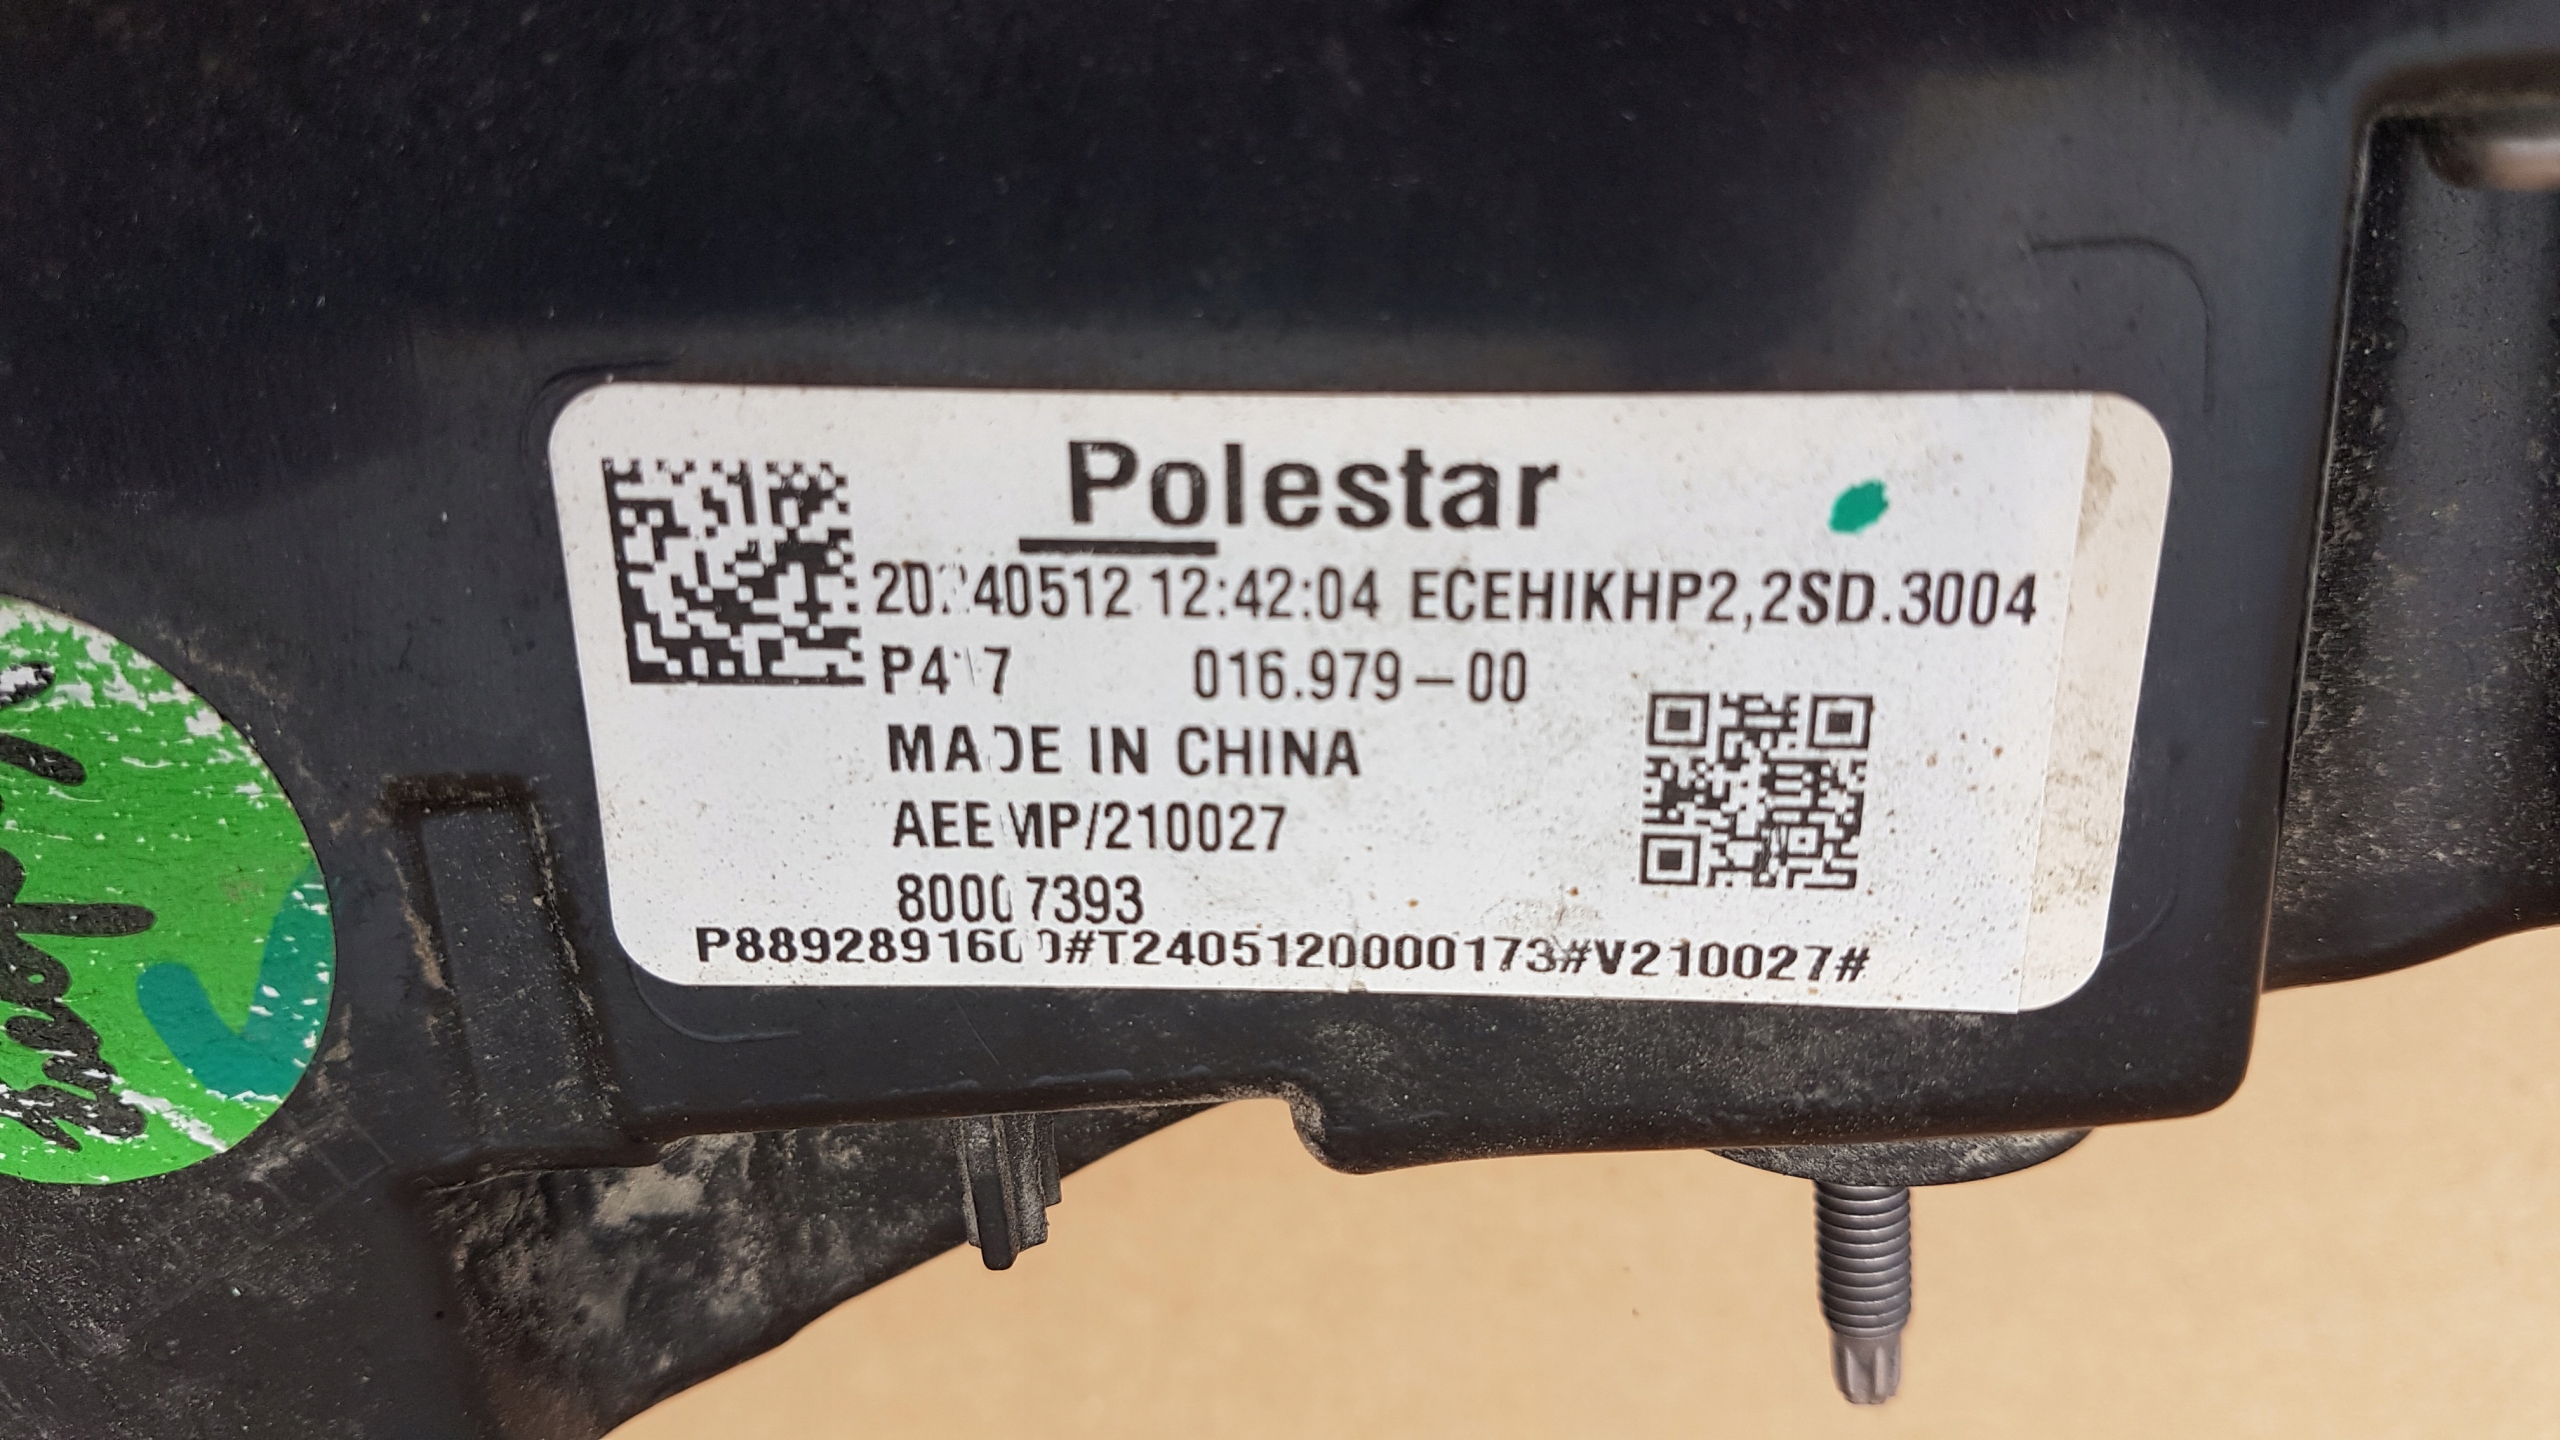 Polestar
20240512 12:42:04 ECEHIKHP2,2SD.3004
P417 016.979-00
MADE IN CHINA
AEEMP/210027
80007393
P8892891600#T2405120000173#V210027#